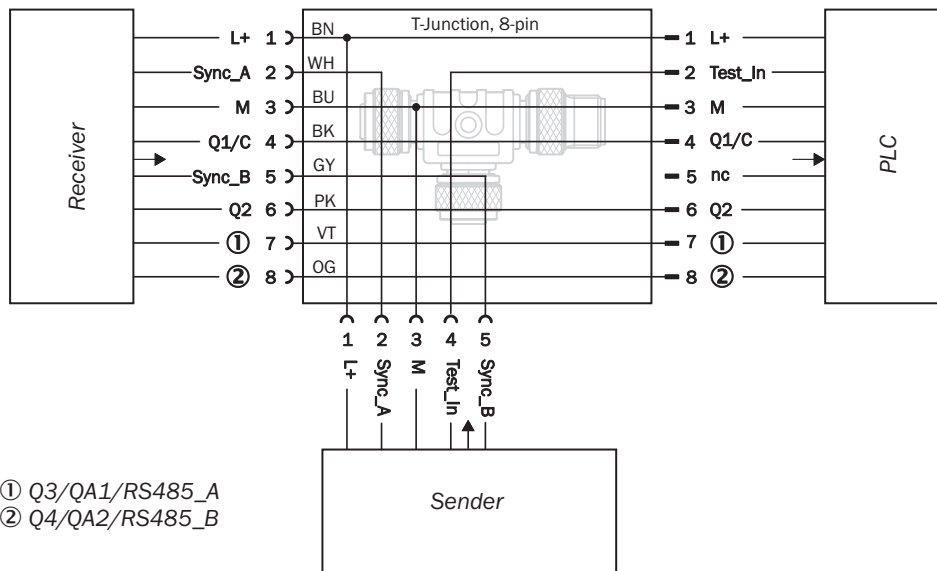 T-Junction, 8-pin
Receiver
PLC
L+ 1 BN 1 L+
Sync_A 2 WH 2 Test_In
M 3 BU 3 M
Q1/C 4 BK 4 Q1/C
Sync_B 5 GY 5 nc
Q2 6 PK 6 Q2
① 7 VT 7 ①
② 8 OG 8 ②
1 2 3 4 5
L+ Sync_A M Test_In Sync_B
Sender
① Q3/QA1/RS485_A
② Q4/QA2/RS485_B